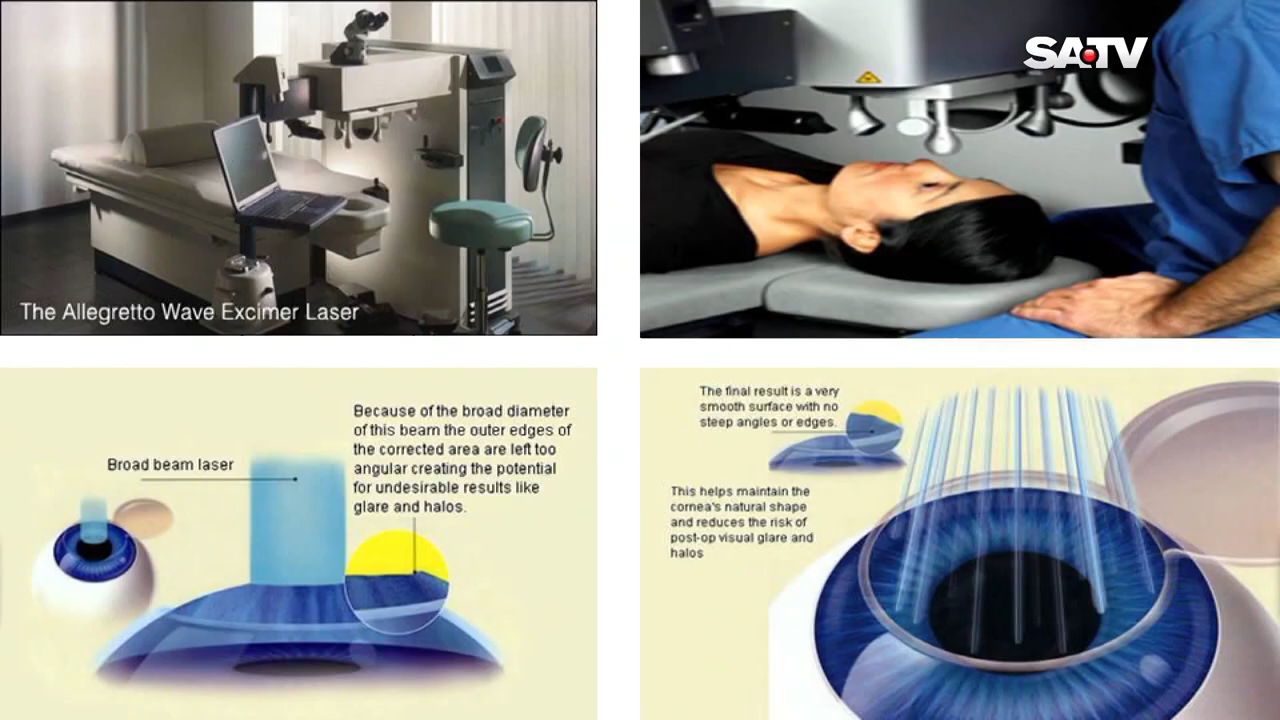 SATV
The Allegretto Wave Excimer Laser
Because of the broad diameter
of this beam the outer edges of
the corrected area are left too
angular creating the potential
for undesirable results like
glare and halos.
Broad beam laser
The final result is a very
smooth surface with no
steep angles or edges.
This helps maintain the
cornea's natural shape
and reduces the risk of
post-op visual glare and
halos